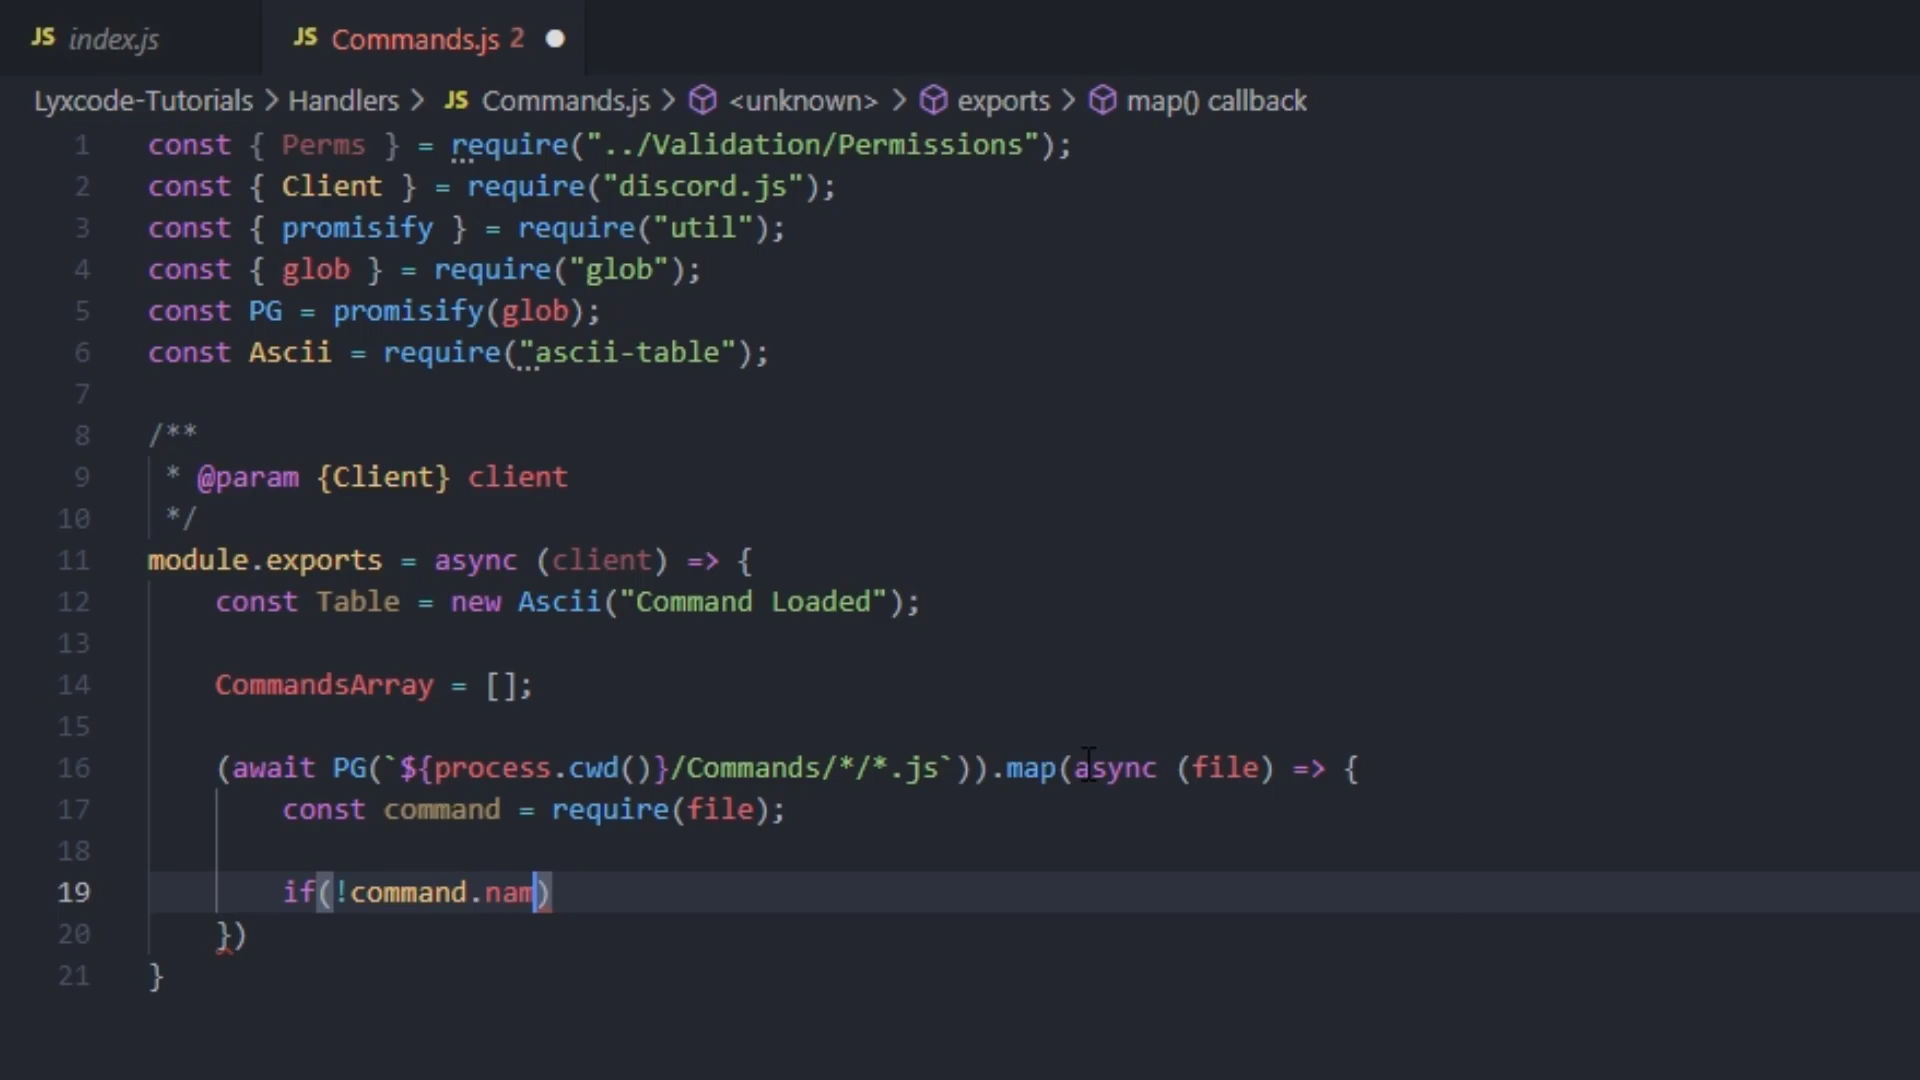 JS index.js JS Commands.js 2
Lyxcode-Tutorials > Handlers > JS Commands.js > <unknown> > exports > map() callback
1 const { Perms } = require("../Validation/Permissions");
2 const { Client } = require("discord.js");
3 const { promisify } = require("util");
4 const { glob } = require("glob");
5 const PG = promisify(glob);
6 const Ascii = require("ascii-table");
7
8 /**
9 * @param {Client} client
10 */
11 module.exports = async (client) => {
12 const Table = new Ascii("Command Loaded");
13
14 CommandsArray = [];
15
16 (await PG(`${process.cwd()}/Commands/*/*.js`)).map(async (file) => {
17 const command = require(file);
18
19 if(!command.nam)
20 })
21 }